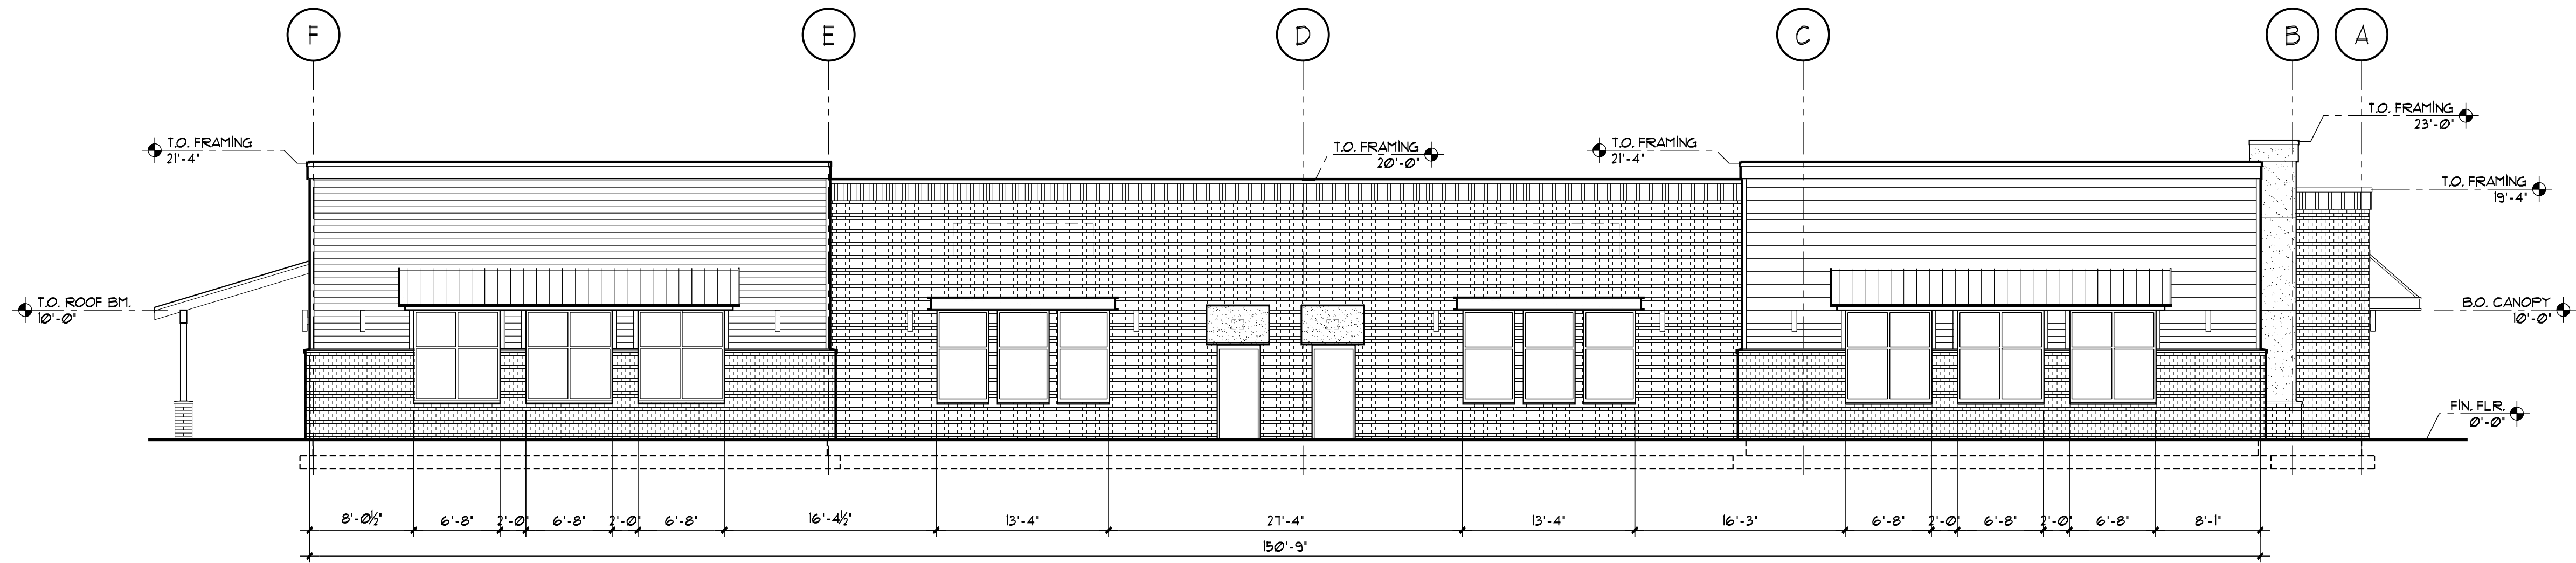 F
E
D
C
B
A
T.O. FRAMING
21'-4"
T.O. FRAMING
20'-0"
T.O. FRAMING
21'-4"
T.O. FRAMING
23'-0"
T.O. FRAMING
19'-4"
T.O. ROOF BM.
10'-0"
B.O. CANOPY
10'-0"
FIN. FLR.
0'-0"
8'-0½"
6'-8"
2'-0"
6'-8"
2'-0"
6'-8"
16'-4½"
13'-4"
27'-4"
13'-4"
16'-3"
6'-8"
2'-0"
6'-8"
2'-0"
6'-8"
8'-1"
150'-9"